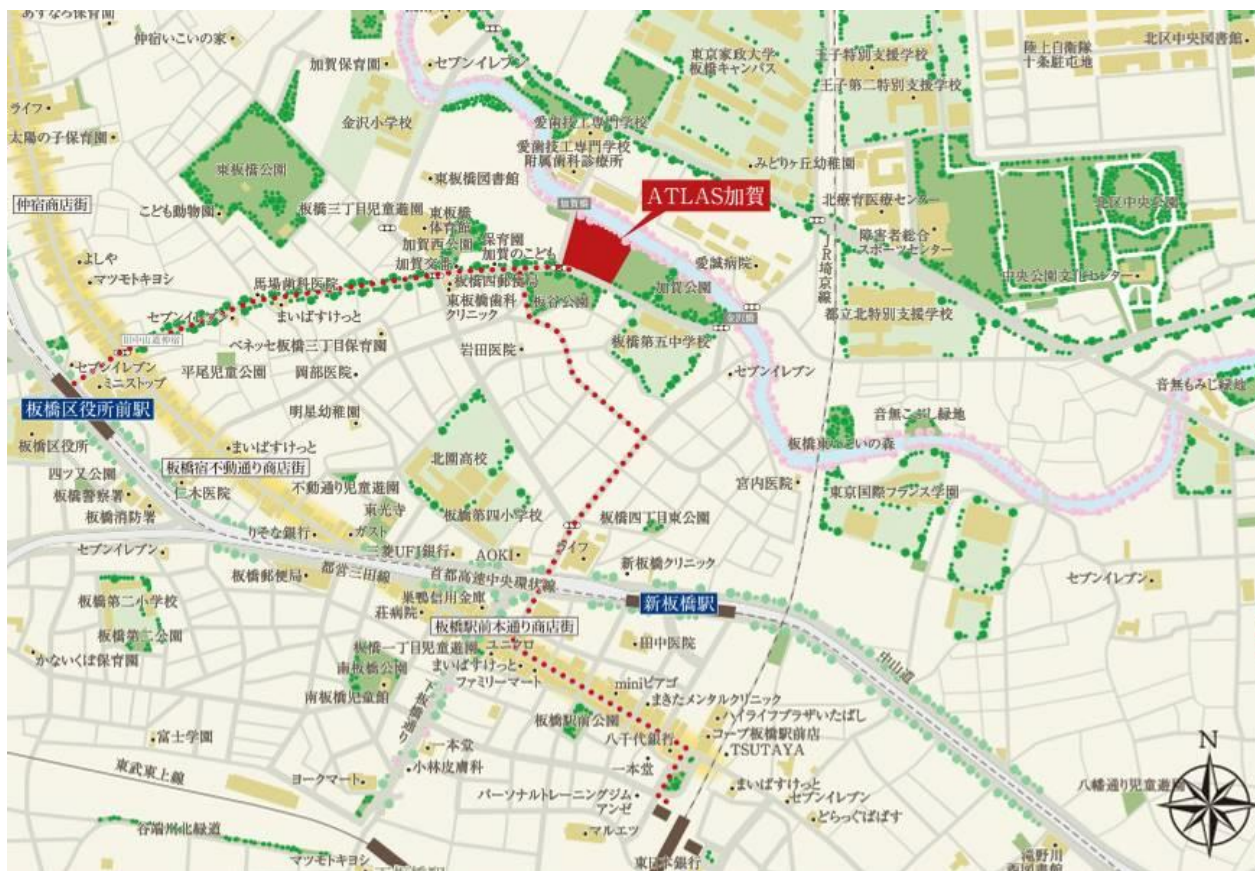 あすなろ保育園
仲宿いこいの家
加賀保育園
セブンイレブン
東京家政大学
板橋キャンパス
王子特別支援学校
王子第二特別支援学校
陸上自衛隊
十条駐屯地
北区中央図書館
ライフ
太陽の子保育園
金沢小学校
愛歯技工専門学校
愛歯技工専門学校
附属歯科診療所
みどりヶ丘幼稚園
東板橋公園
東板橋図書館
加賀橋
ATLAS加賀
北療育医療センター
北区中央公園
仲宿商店街
こども動物園
板橋三丁目児童遊園
東板橋
体育館
加賀西公園
保育園
加賀のこども
障害者総合
スポーツセンター
JR埼京線
よしや
マツモトキヨシ
馬場歯科医院
加賀交番
板橋四郵便局
東板橋歯科
クリニック
板谷公園
加賀公園
愛誠病院
中央公園文化センター
金沢橋
都立北特別支援学校
セブンイレブン
まいばすけっと
旧中山道仲宿
ベネッセ板橋三丁目保育園
岩田医院
板橋第五中学校
セブンイレブン
セブンイレブン
ミニストップ
平尾児童公園
岡部医院
音無もみじ緑地
板橋区役所前駅
明星幼稚園
音無こぶし緑地
板橋区役所
まいばすけっと
四ツ又公園
板橋宿不動通り商店街
北園高校
宮内医院
板橋警察署
仁木医院
不動通り児童遊園
東京国際フランス学園
板橋消防署
東光寺
板橋第四小学校
板橋四丁目東公園
りそな銀行
ガスト
セブンイレブン
三菱UFJ銀行
AOKI
ライフ
新板橋クリニック
板橋郵便局
都営三田線
首都高速中央環状線
セブンイレブン
板橋第二小学校
巣鴨信用金庫
荘病院
新板橋駅
板橋駅前本通り商店街
板橋第二公園
板橋一丁目児童遊園
ユニクロ
田中医院
かないくぼ保育園
南板橋公園
まいばすけっと
ファミリーマート
中山道
南板橋児童館
下板橋通り
miniピアゴ
まきたメンタルクリニック
板橋駅前公園
ハイライフプラザいたばし
富士学園
八千代銀行
コープ板橋駅前店
TSUTAYA
一本堂
一本堂
東武東上線
ヨークマート
小林皮膚科
まいばすけっと
パーソナルトレーニングジム
アンゼ
セブンイレブン
どらっぐぱぱす
谷端川北緑道
マルエツ
マツモトキヨシ
東日本銀行
滝野川
N